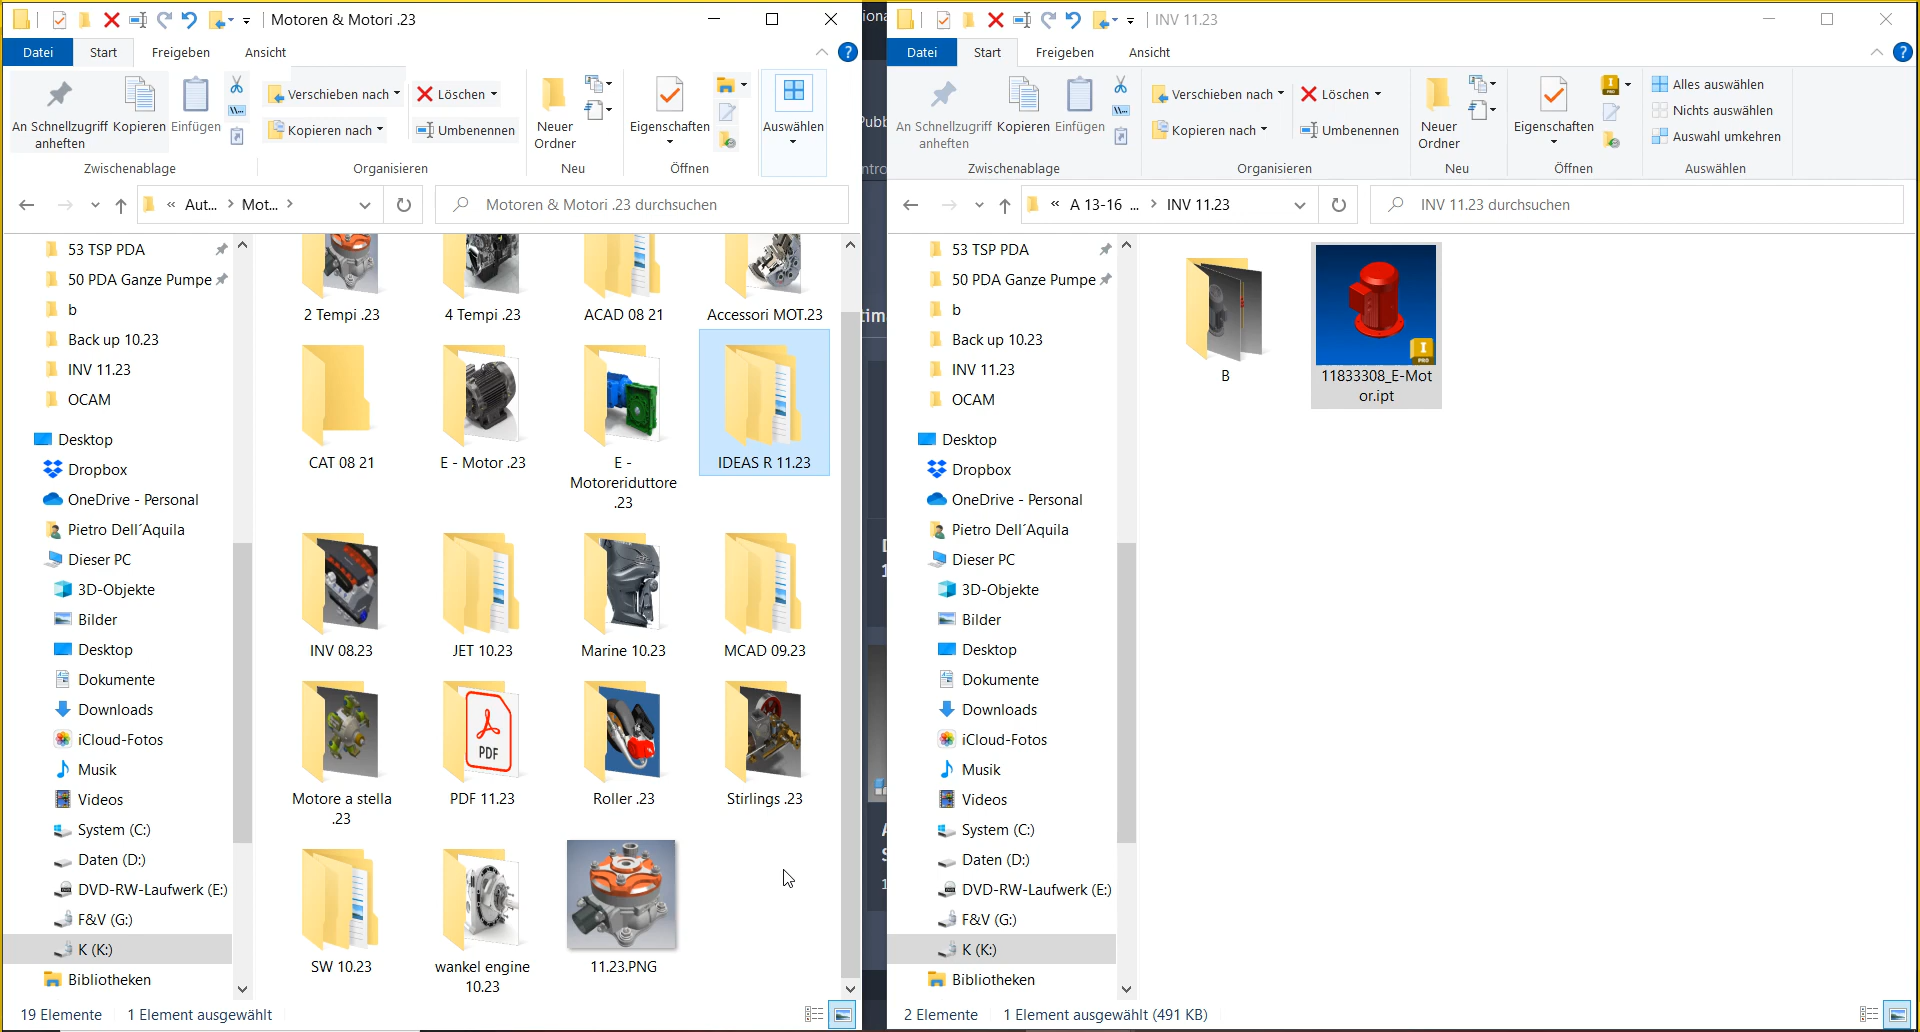 Motoren & Motori .23
Datei
Start
Freigeben
Ansicht
An Schnellzugriff
anheften
Kopieren
Einfügen
Verschieben nach
Kopieren nach
Löschen
Umbenennen
Neuer
Ordner
Eigenschaften
Auswählen
Zwischenablage
Organisieren
Neu
Öffnen
« Aut... > Mot... >
Motoren & Motori .23 durchsuchen
53 TSP PDA
50 PDA Ganze Pumpe
b
Back up 10.23
INV 11.23
OCAM
Desktop
Dropbox
OneDrive - Personal
Pietro Dell´Aquila
Dieser PC
3D-Objekte
Bilder
Desktop
Dokumente
Downloads
iCloud-Fotos
Musik
Videos
System (C:)
Daten (D:)
DVD-RW-Laufwerk (E:)
F&V (G:)
K (K:)
Bibliotheken
2 Tempi .23
4 Tempi .23
ACAD 08 21
Accessori MOT.23
CAT 08 21
E - Motor .23
E -
Motoreriduttore
.23
IDEAS R 11.23
INV 08.23
JET 10.23
Marine 10.23
MCAD 09.23
Motore a stella
.23
PDF
PDF 11.23
Roller .23
Stirlings .23
SW 10.23
wankel engine
10.23
11.23.PNG
19 Elemente
1 Element ausgewählt
INV 11.23
Datei
Start
Freigeben
Ansicht
An Schnellzugriff
anheften
Kopieren
Einfügen
Verschieben nach
Kopieren nach
Löschen
Umbenennen
Neuer
Ordner
Eigenschaften
Alles auswählen
Nichts auswählen
Auswahl umkehren
Zwischenablage
Organisieren
Neu
Öffnen
Auswählen
« A 13-16 ... > INV 11.23
INV 11.23 durchsuchen
53 TSP PDA
50 PDA Ganze Pumpe
b
Back up 10.23
INV 11.23
OCAM
Desktop
Dropbox
OneDrive - Personal
Pietro Dell´Aquila
Dieser PC
3D-Objekte
Bilder
Desktop
Dokumente
Downloads
iCloud-Fotos
Musik
Videos
System (C:)
Daten (D:)
DVD-RW-Laufwerk (E:)
F&V (G:)
K (K:)
Bibliotheken
B
I
PRO
11833308_E-Mot
or.ipt
2 Elemente
1 Element ausgewählt (491 KB)